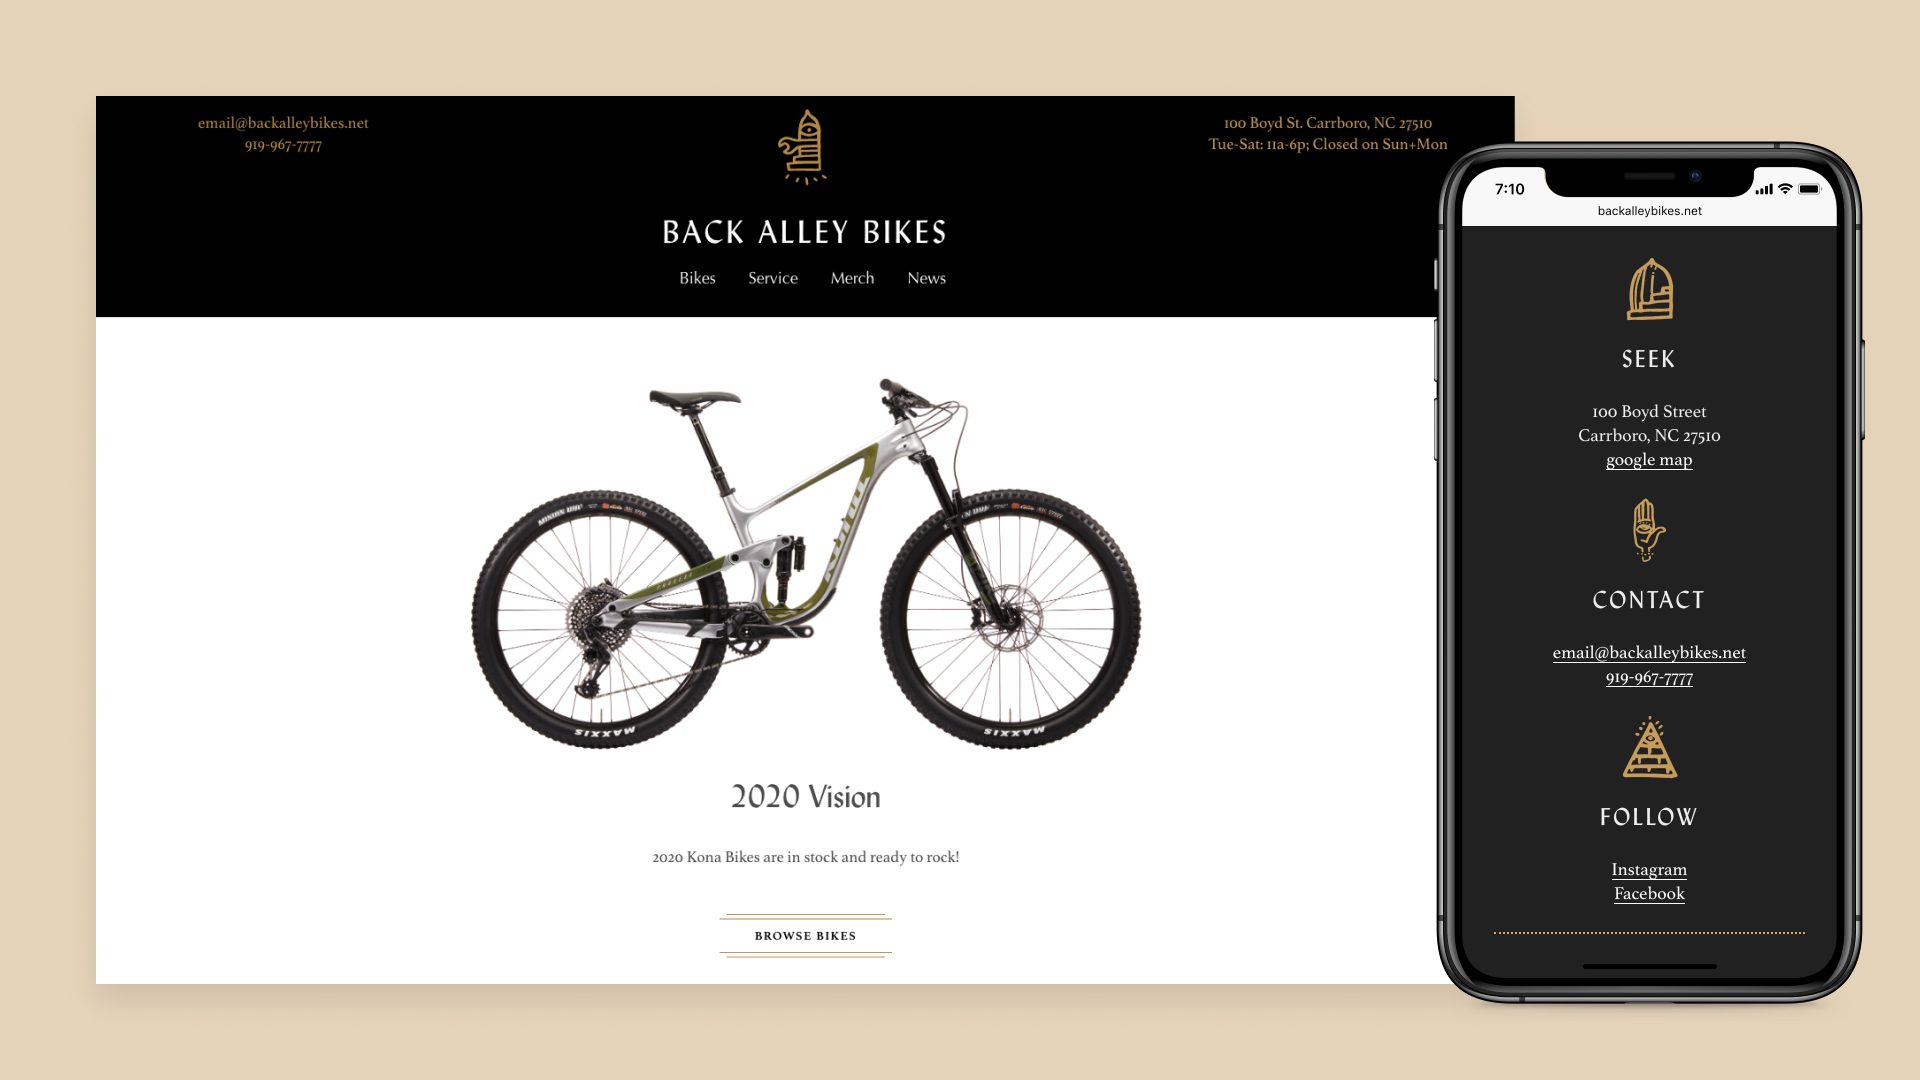 email@backalleybikes.net
919-967-7777
100 Boyd St. Carrboro, NC 27510
Tue-Sat: 11a-6p; Closed on Sun+Mon
BACK ALLEY BIKES
Bikes Service Merch News
MINION DHF
KONA
PROCESS
MAXXIS
MAXXIS
2020 Vision
2020 Kona Bikes are in stock and ready to rock!
BROWSE BIKES
7:10
backalleybikes.net
SEEK
100 Boyd Street
Carrboro, NC 27510
google map
CONTACT
email@backalleybikes.net
919-967-7777
FOLLOW
Instagram
Facebook